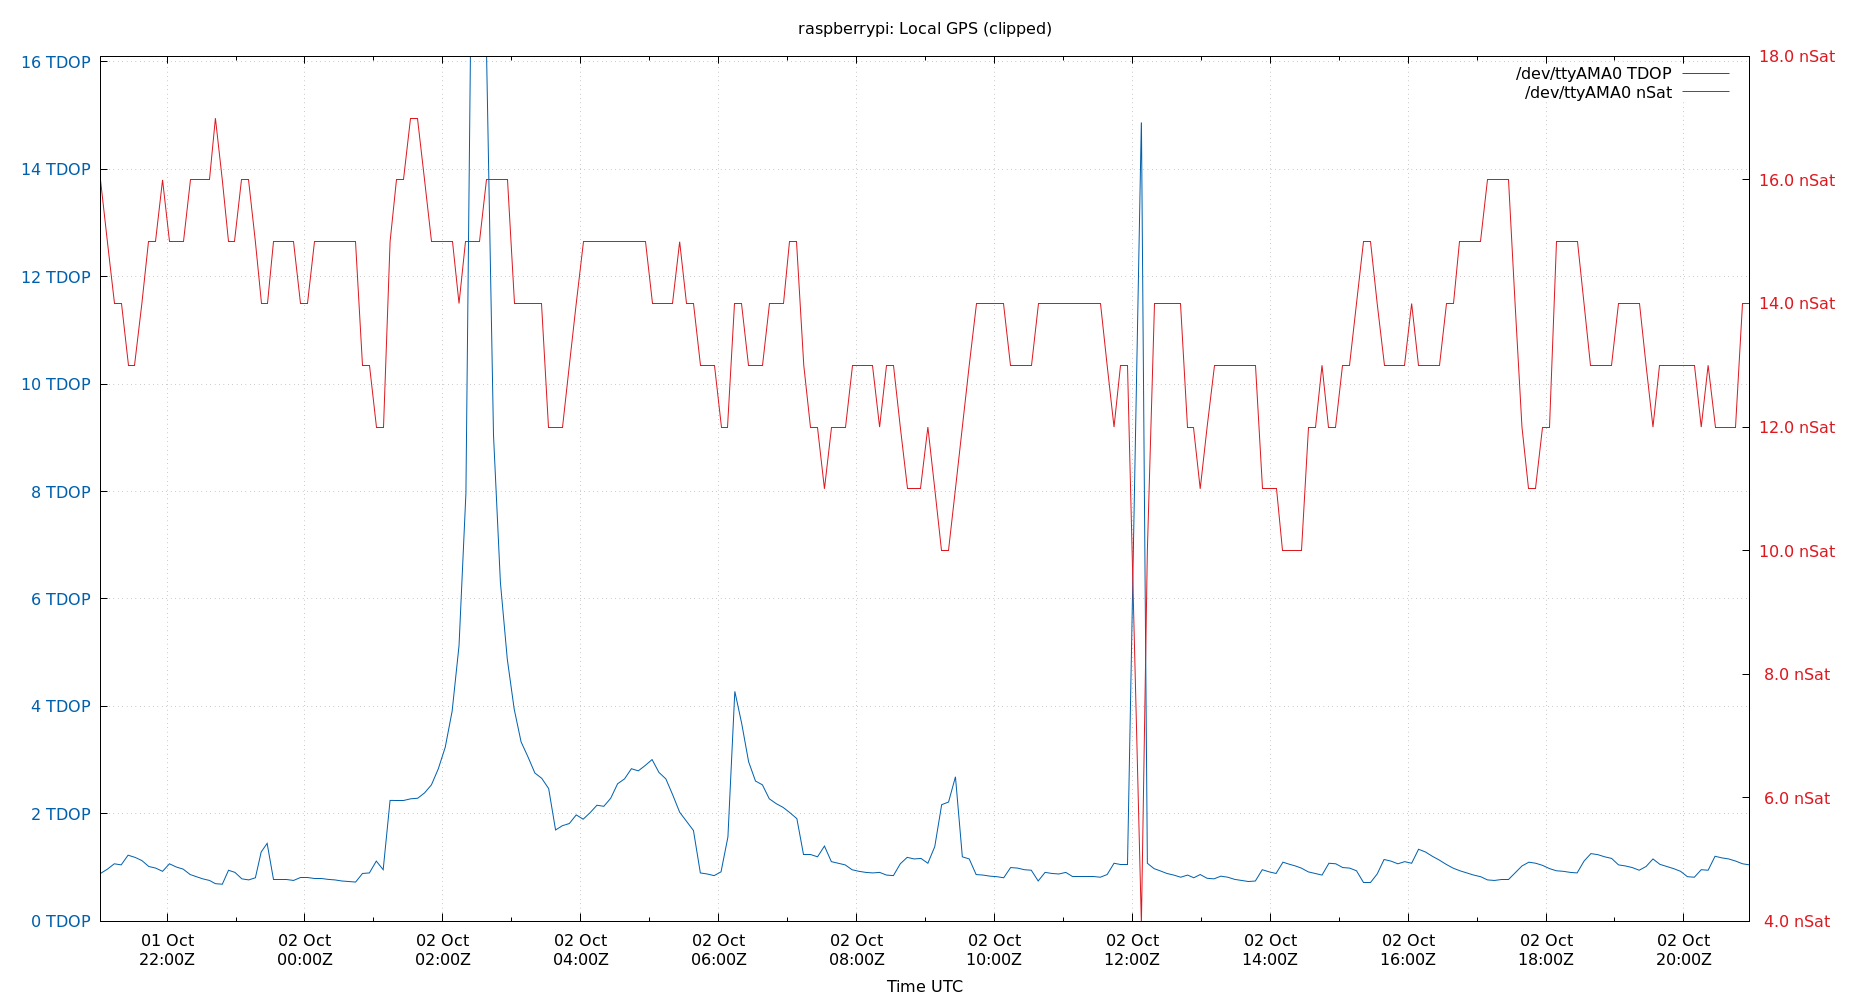 raspberrypi: Local GPS (clipped)
16 TDOP
14 TDOP
12 TDOP
10 TDOP
8 TDOP
6 TDOP
4 TDOP
2 TDOP
0 TDOP
18.0 nSat
16.0 nSat
14.0 nSat
12.0 nSat
10.0 nSat
8.0 nSat
6.0 nSat
4.0 nSat
/dev/ttyAMA0 TDOP
/dev/ttyAMA0 nSat
01 Oct
22:00Z
02 Oct
00:00Z
02 Oct
02:00Z
02 Oct
04:00Z
02 Oct
06:00Z
02 Oct
08:00Z
02 Oct
10:00Z
02 Oct
12:00Z
02 Oct
14:00Z
02 Oct
16:00Z
02 Oct
18:00Z
02 Oct
20:00Z
Time UTC